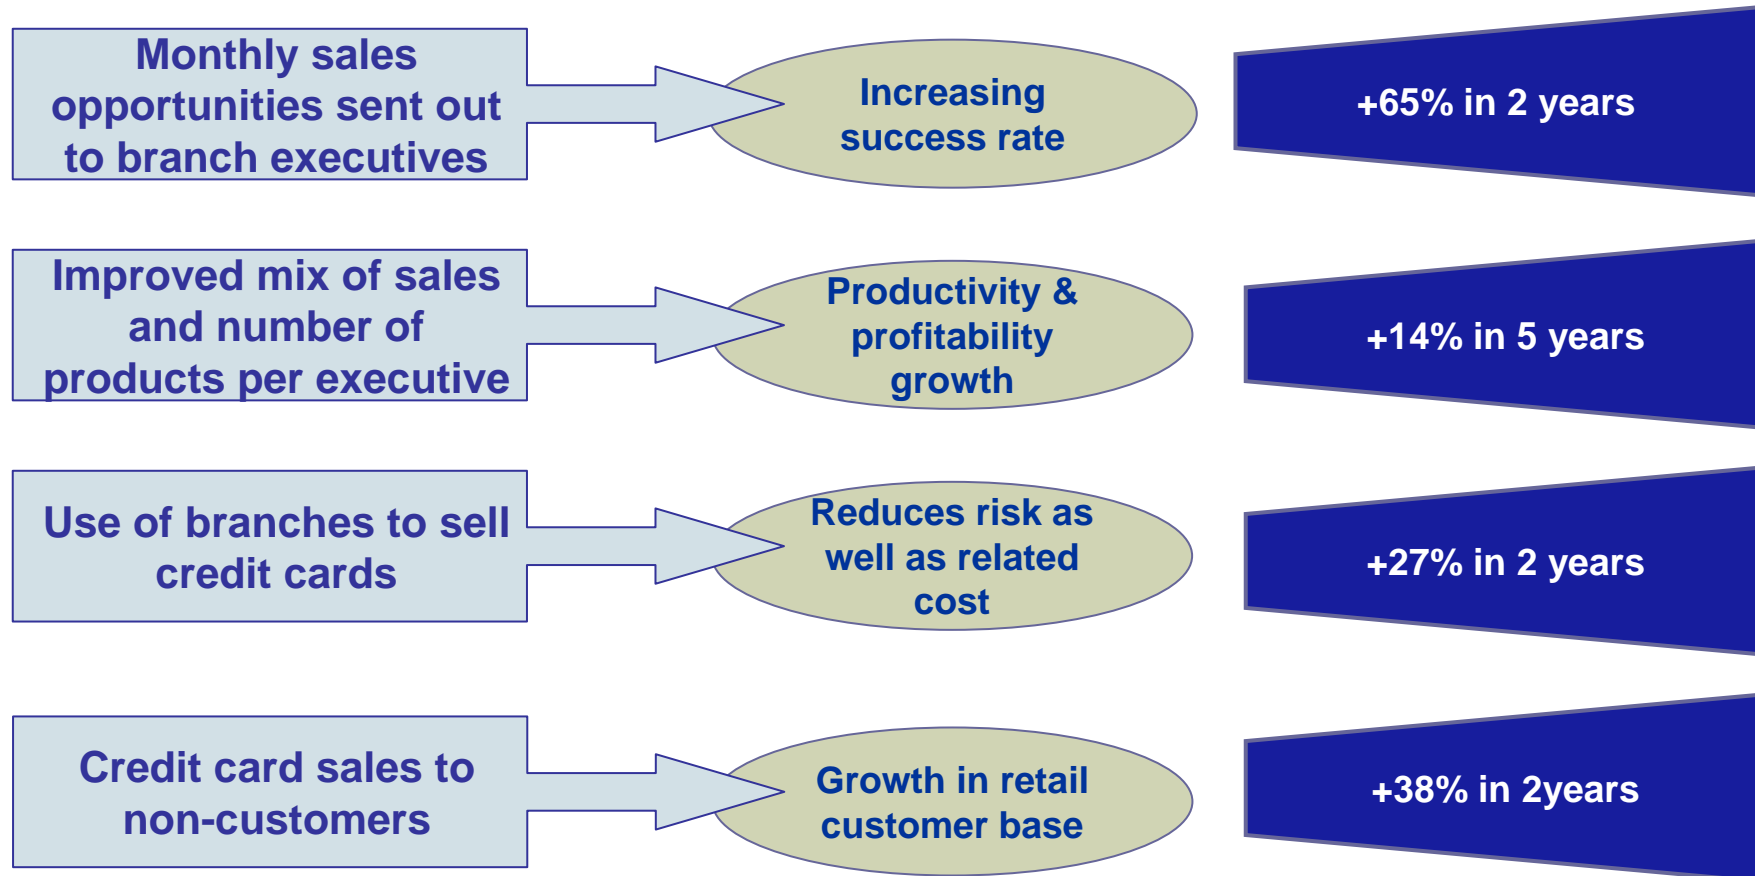 Monthly sales
opportunities sent out
to branch executives
Increasing
success rate
+65% in 2 years
Improved mix of sales
and number of
products per executive
Productivity &
profitability
growth
+14% in 5 years
Use of branches to sell
credit cards
Reduces risk as
well as related
cost
+27% in 2 years
Credit card sales to
non-customers
Growth in retail
customer base
+38% in 2years